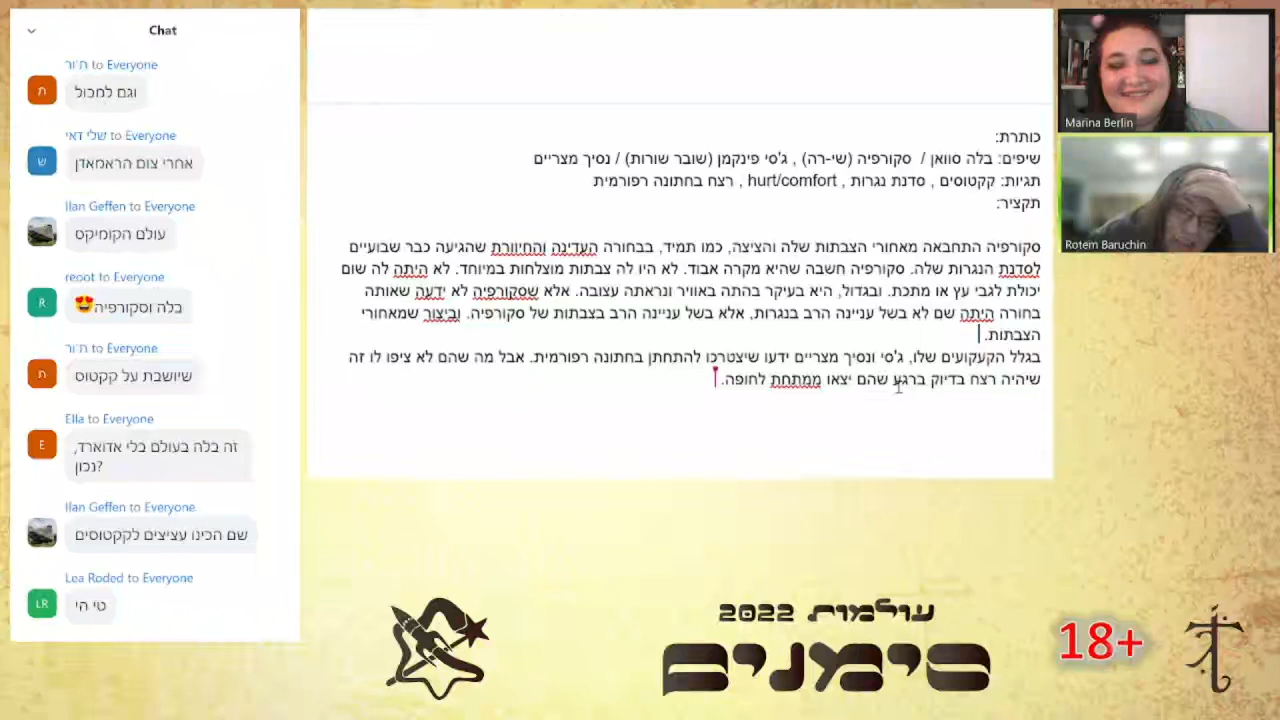 Chat
ת'ור to Everyone
ת
וגם למכול
שלי דאי to Everyone
ש
אחרי צום הראמאדן
Ilan Geffen to Everyone
עולם הקומיקס
reoot to Everyone
R
בלה וסקורפיה😍
ת'ור to Everyone
ת
שיושבת על קקטוס
Ella to Everyone
E
זה בלה בעולם בלי אדוארד,
נכון?
Ilan Geffen to Everyone
שם הכינו עציצים לקקטוסים
Lea Roded to Everyone
LR
טי הי
כותרת:
שיפים: בלה סוואן / סקורפיה (שי-רה) , ג'סי פינקמן (שובר שורות) / נסיך מצריים
תגיות: קקטוסים , סדנת נגרות , hurt/comfort , רצח בחתונה רפורמית
תקציר:
סקורפיה התחבאה מאחורי הצבתות שלה והציצה, כמו תמיד, בבחורה העדינה והחיוורת שהגיעה כבר שבועיים
לסדנת הנגרות שלה. סקורפיה חשבה שהיא מקרה אבוד. לא היו לה צבתות מוצלחות במיוחד. לא היתה לה שום
יכולת לגבי עץ או מתכת. ובגדול, היא בעיקר בהתה באוויר ונראתה עצובה. אלא שסקורפיה לא ידעה שאותה
בחורה היתה שם לא בשל עניינה הרב בנגרות, אלא בשל עניינה הרב בצבתות של סקורפיה. וביצור שמאחורי
הצבתות.
בגלל הקעקועים שלו, ג'סי ונסיך מצריים ידעו שיצטרכו להתחתן בחתונה רפורמית. אבל מה שהם לא ציפו לו זה
שיהיה רצח בדיוק ברגע שהם יצאו ממתחת לחופה.
Marina Berlin
Rotem Baruchin
עולמות 2022
סימנים
18+